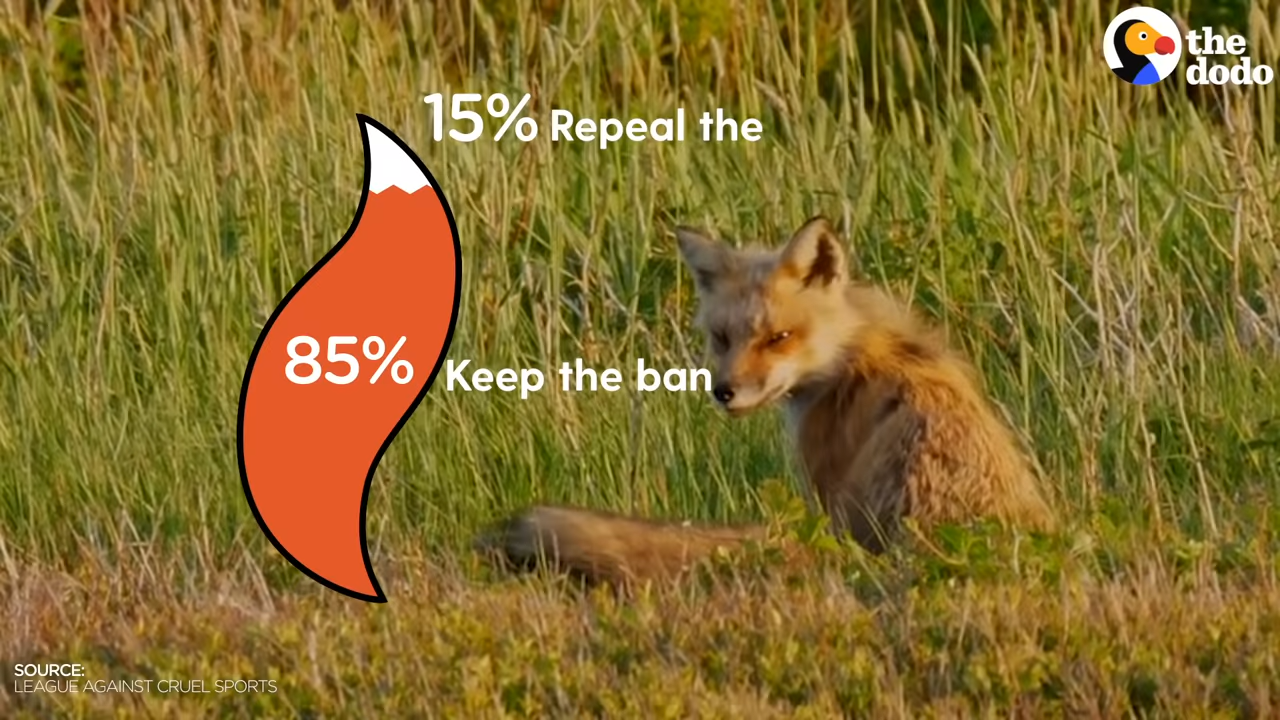 the
dodo
15% Repeal the
85% Keep the ban
SOURCE:
LEAGUE AGAINST CRUEL SPORTS